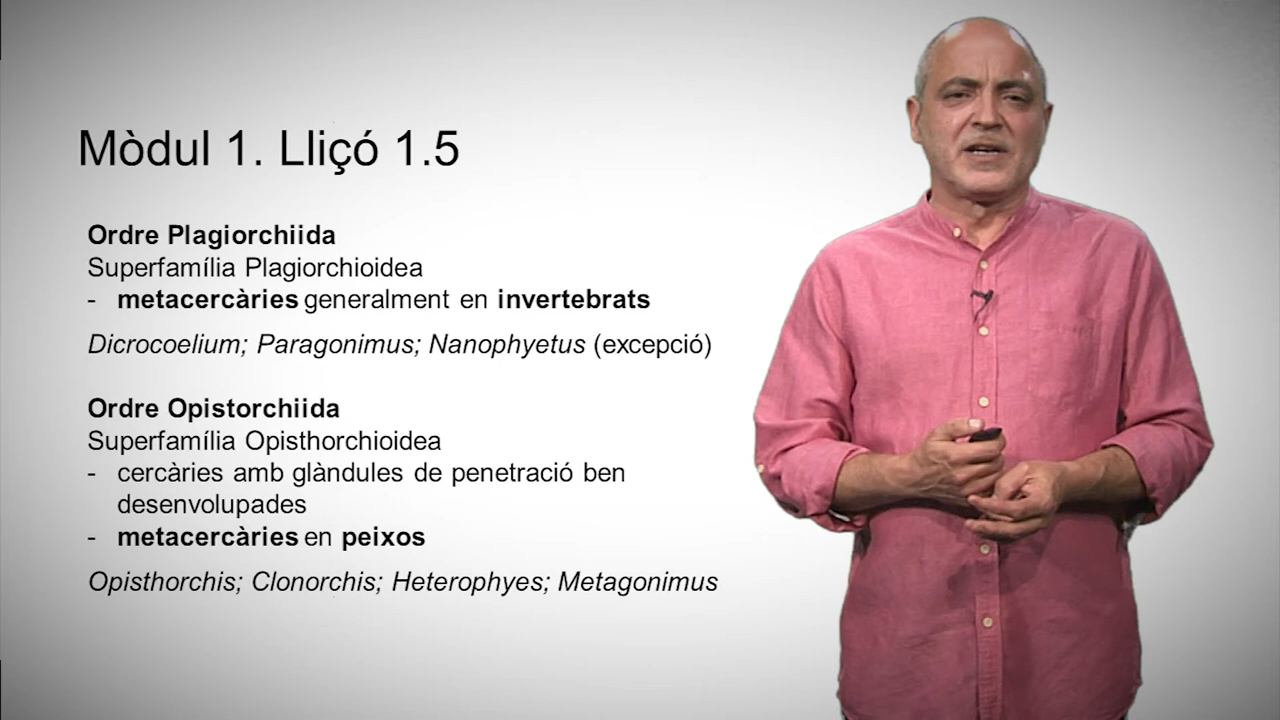 Mòdul 1. Lliçó 1.5
Ordre Plagiorchiida
Superfamília Plagiorchioidea
- metacercàries generalment en invertebrats
Dicrocoelium; Paragonimus; Nanophyetus (excepció)
Ordre Opistorchiida
Superfamília Opisthorchioidea
- cercàries amb glàndules de penetració ben
desenvolupades
- metacercàries en peixos
Opisthorchis; Clonorchis; Heterophyes; Metagonimus